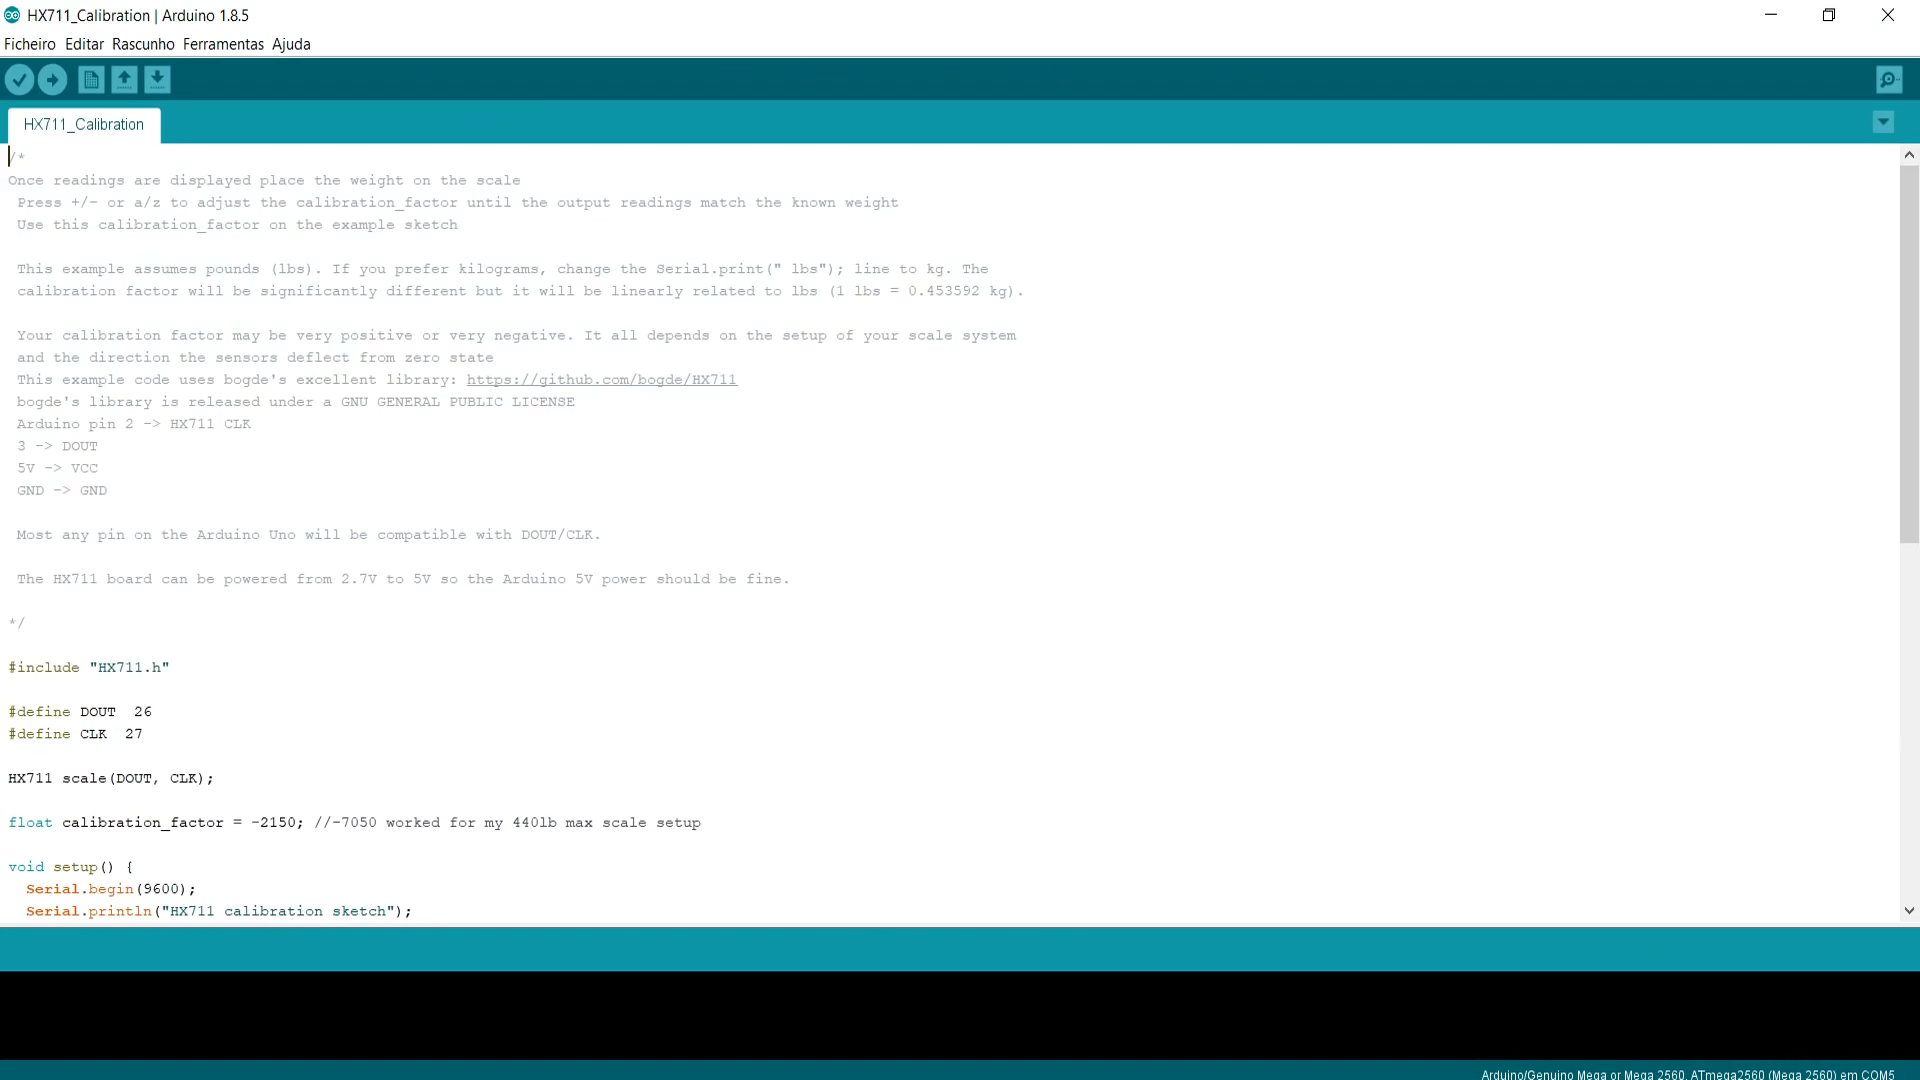 HX711_Calibration | Arduino 1.8.5
Ficheiro Editar Rascunho Ferramentas Ajuda
HX711_Calibration
/*
Once readings are displayed place the weight on the scale
Press +/- or a/z to adjust the calibration_factor until the output readings match the known weight
Use this calibration_factor on the example sketch
This example assumes pounds (lbs). If you prefer kilograms, change the Serial.print(" lbs"); line to kg. The
calibration factor will be significantly different but it will be linearly related to lbs (1 lbs = 0.453592 kg).
Your calibration factor may be very positive or very negative. It all depends on the setup of your scale system
and the direction the sensors deflect from zero state
This example code uses bogde's excellent library: https://github.com/bogde/HX711
bogde's library is released under a GNU GENERAL PUBLIC LICENSE
Arduino pin 2 -> HX711 CLK
3 -> DOUT
5V -> VCC
GND -> GND
Most any pin on the Arduino Uno will be compatible with DOUT/CLK.
The HX711 board can be powered from 2.7V to 5V so the Arduino 5V power should be fine.
*/
#include "HX711.h"
#define DOUT  26
#define CLK  27
HX711 scale(DOUT, CLK);
float calibration_factor = -2150; //-7050 worked for my 440lb max scale setup
void setup() {
Serial.begin(9600);
Serial.println("HX711 calibration sketch");
Arduino/Genuino Mega or Mega 2560, ATmega2560 (Mega 2560) em COM5